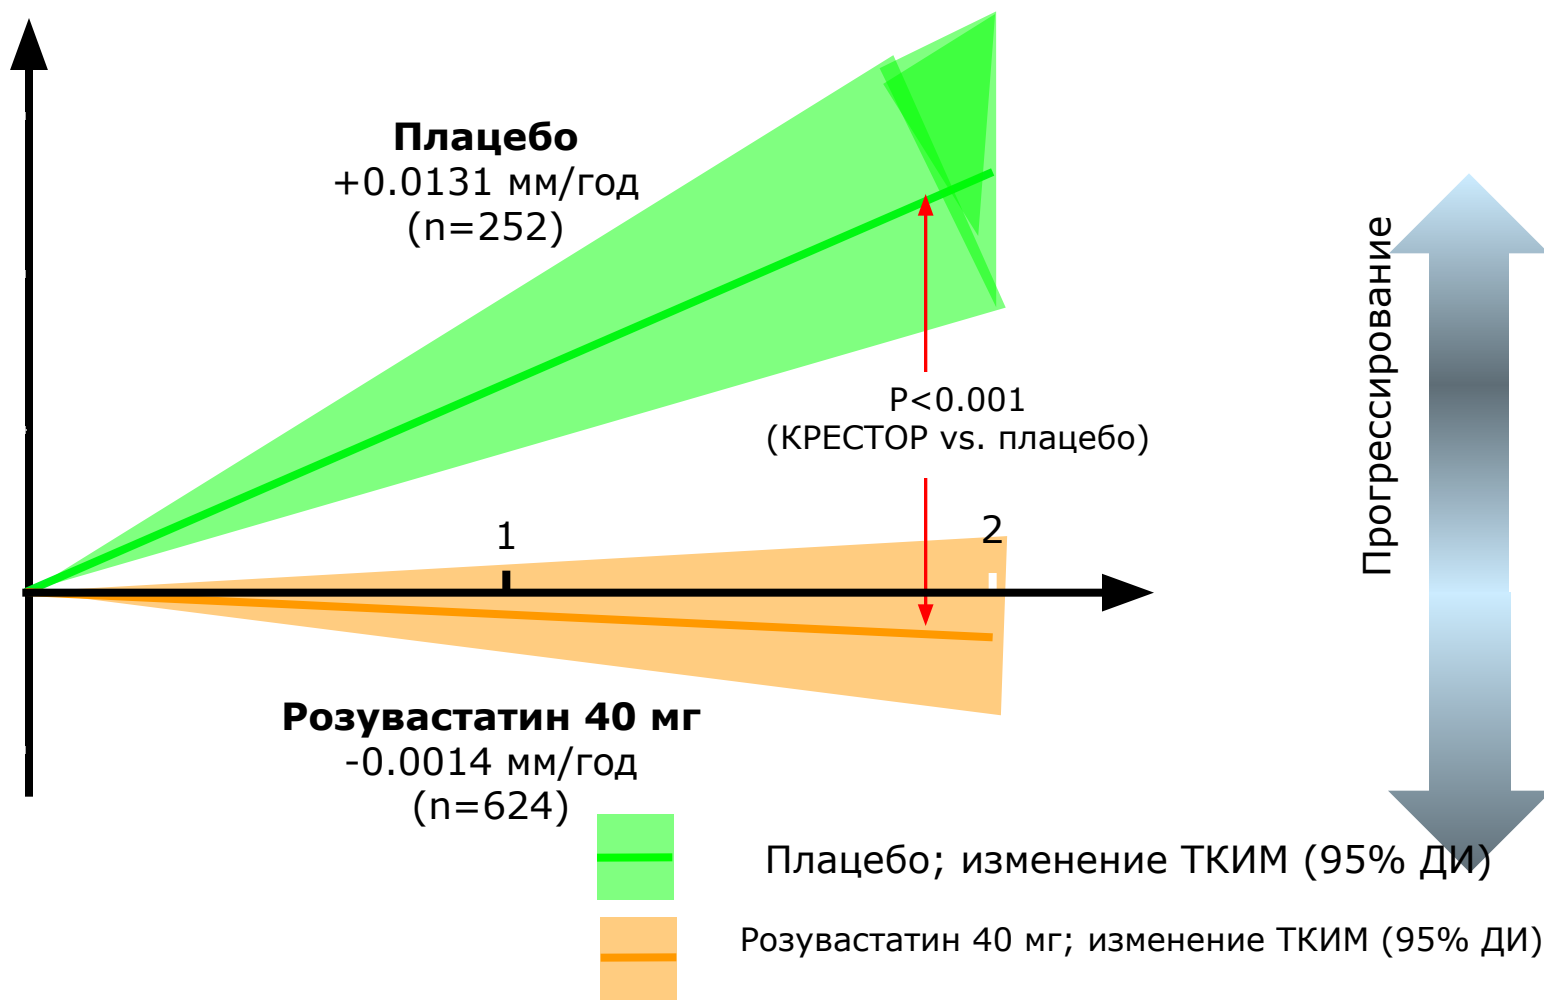 Плацебо
+0.0131 мм/год
(n=252)
Прогрессирование
P<0.001
(КРЕСТОР vs. плацебо)
1
2
Розувастатин 40 мг
-0.0014 мм/год
(n=624)
Плацебо; изменение ТКИМ (95% ДИ)
Розувастатин 40 мг; изменение ТКИМ (95% ДИ)